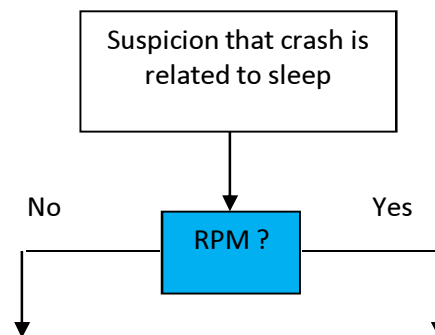 Suspicion that crash is
related to sleep
No
Yes
RPM ?